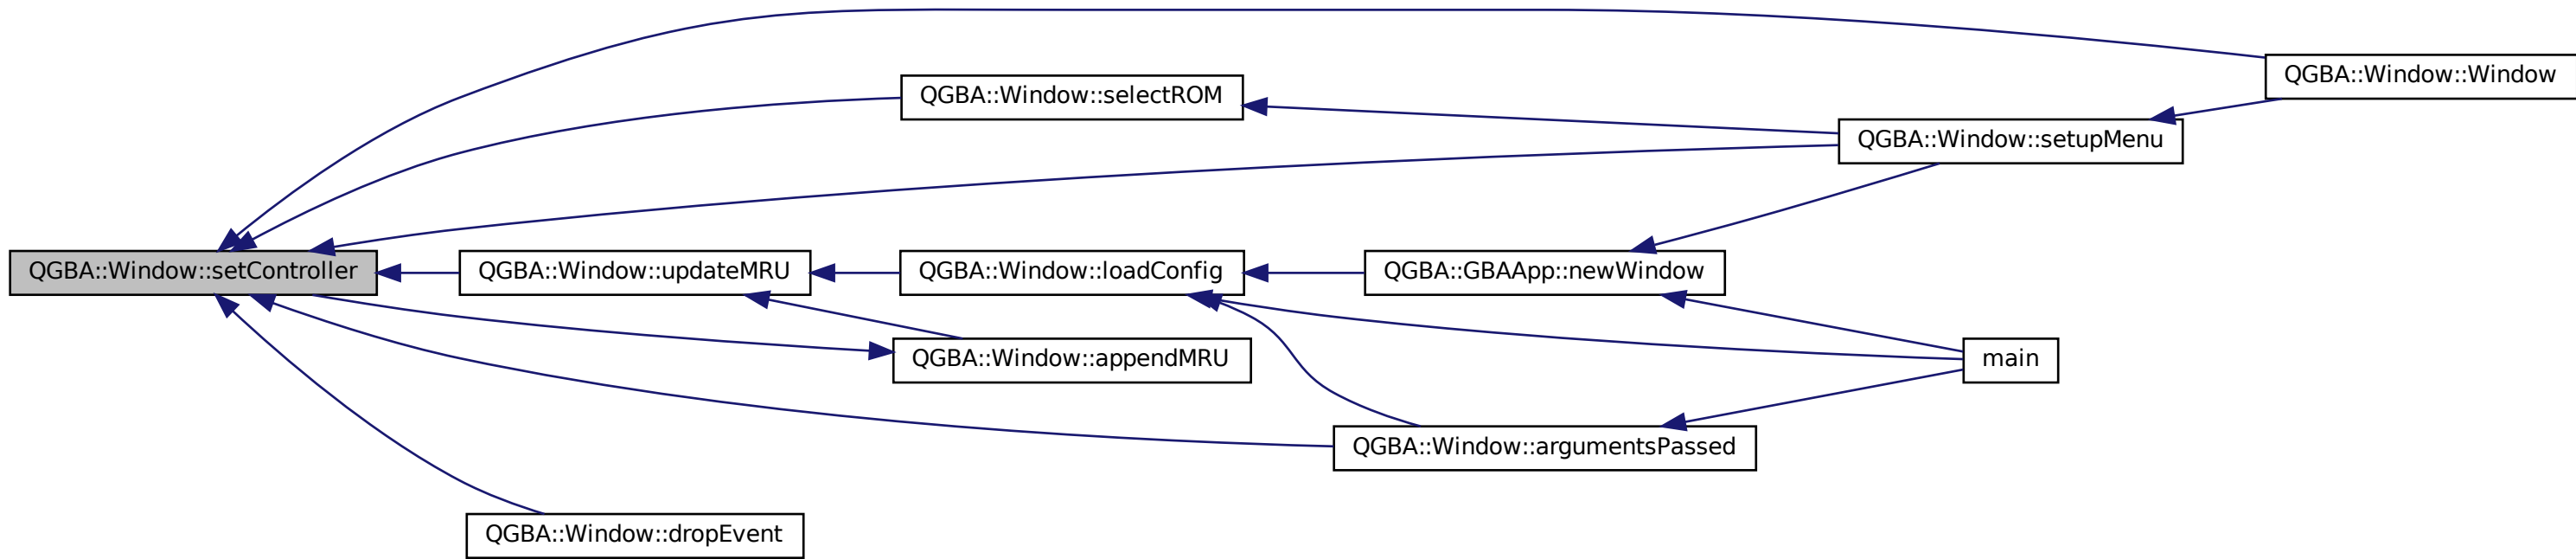 QGBA::Window::Window
QGBA::Window::selectROM
QGBA::Window::setupMenu
QGBA::Window::setController
QGBA::Window::updateMRU
QGBA::Window::loadConfig
QGBA::GBAApp::newWindow
QGBA::Window::appendMRU
main
QGBA::Window::argumentsPassed
QGBA::Window::dropEvent